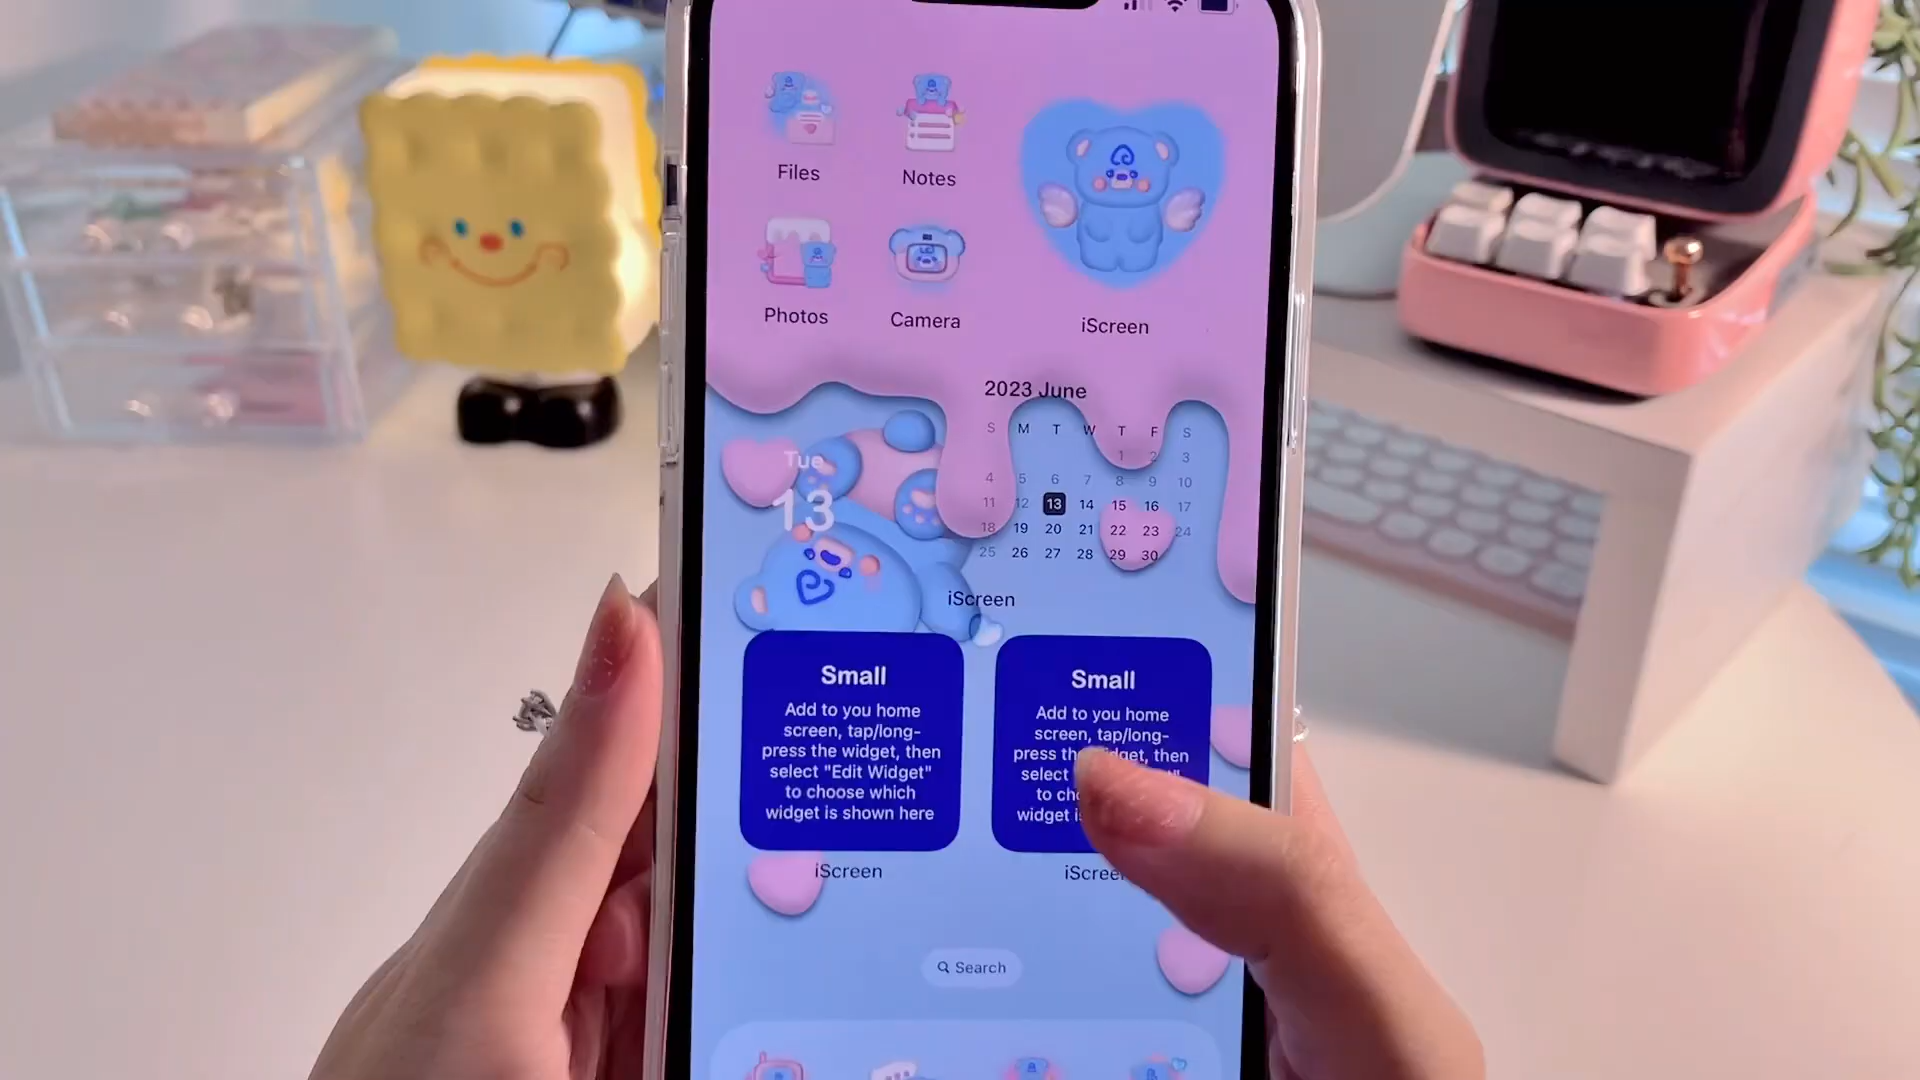 Files
Notes
Photos
Camera
iScreen
2023 June
S M T W T F S
1 2 3
4 5 6 7 8 9 10
11 12 13 14 15 16 17
18 19 20 21 22 23 24
25 26 27 28 29 30
Tue
13
iScreen
Small
Add to you home
screen, tap/long-
press the widget, then
select "Edit Widget"
to choose which
widget is shown here
iScreen
Small
Add to you home
screen, tap/long-
press
then
select
to
widget
Search